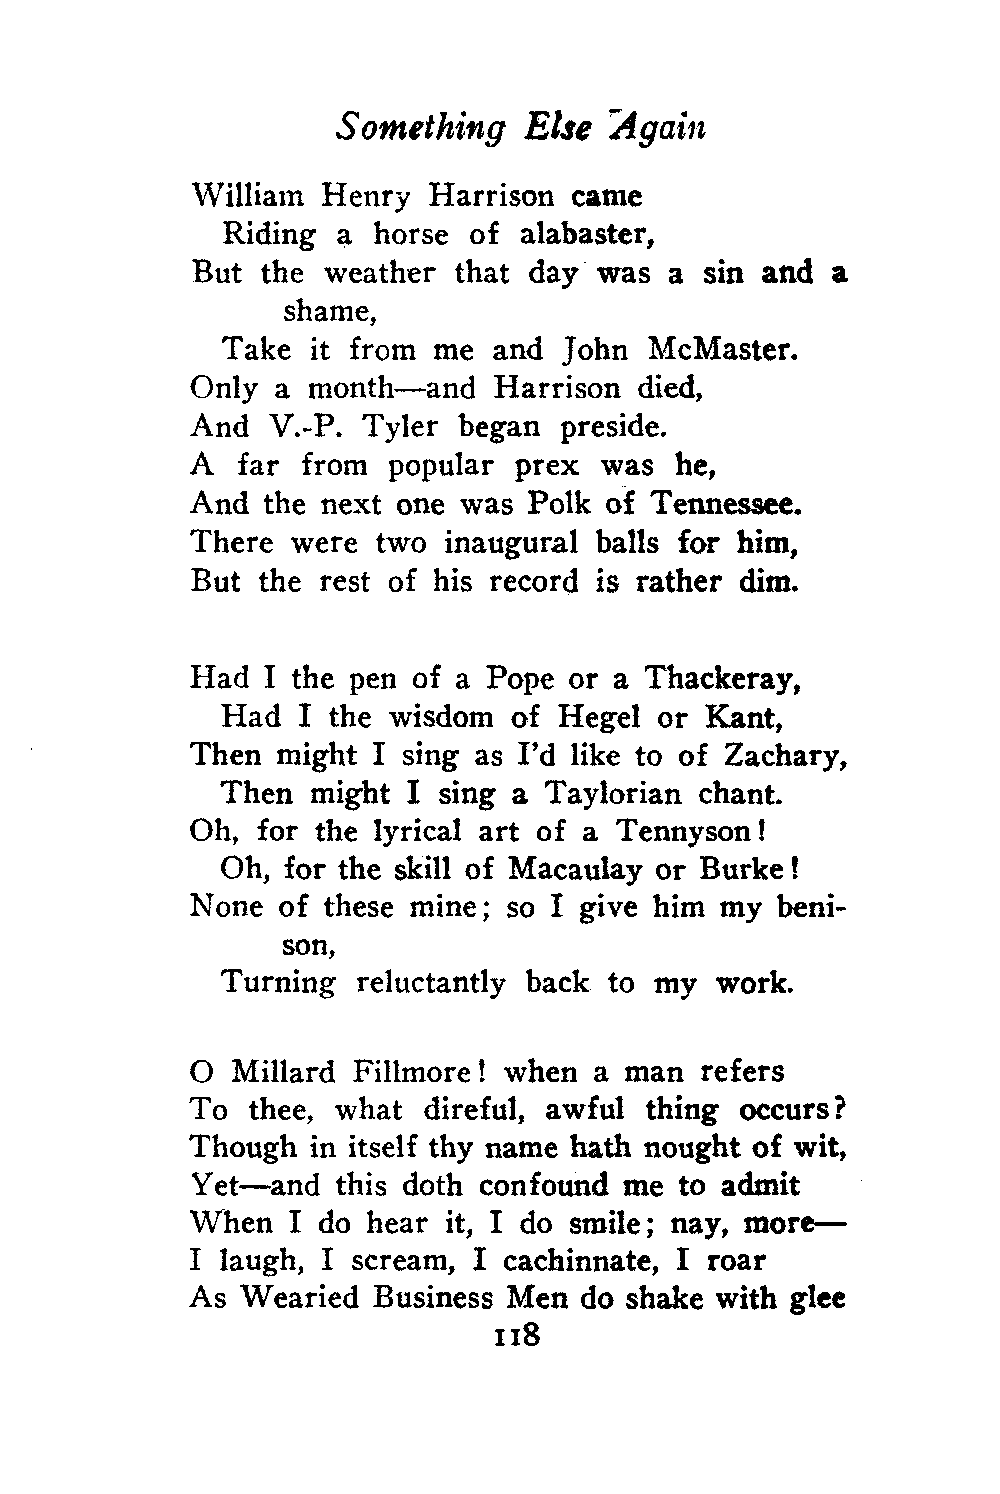 Something Else Again
William Henry Harrison came
Riding a horse of alabaster,
But the weather that day was a sin and a
shame,
Take it from me and John McMaster.
Only a month—and Harrison died,
And V.-P. Tyler began preside.
A far from popular prex was he,
And the next one was Polk of Tennessee.
There were two inaugural balls for him,
But the rest of his record is rather dim.
Had I the pen of a Pope or a Thackeray,
Had I the wisdom of Hegel or Kant,
Then might I sing as I'd like to of Zachary,
Then might I sing a Taylorian chant.
Oh, for the lyrical art of a Tennyson!
Oh, for the skill of Macaulay or Burke!
None of these mine; so I give him my beni-
son,
Turning reluctantly back to my work.
O Millard Fillmore! when a man refers
To thee, what direful, awful thing occurs?
Though in itself thy name hath nought of wit,
Yet—and this doth confound me to admit
When I do hear it, I do smile; nay, more—
I laugh, I scream, I cachinnate, I roar
As Wearied Business Men do shake with glee
118